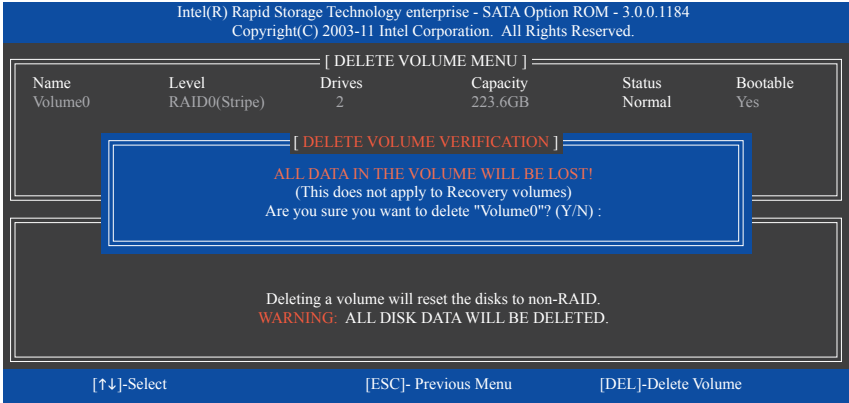 Intel(R) Rapid Storage Technology enterprise - SATA Option ROM - 3.0.0.1184
Copyright(C) 2003-11 Intel Corporation.  All Rights Reserved.
[ DELETE VOLUME MENU ]
Name Level Drives Capacity Status Bootable
Volume0 RAID0(Stripe) 2 223.6GB Normal Yes
[ DELETE VOLUME VERIFICATION ]
ALL DATA IN THE VOLUME WILL BE LOST!
(This does not apply to Recovery volumes)
Are you sure you want to delete "Volume0"? (Y/N) :
Deleting a volume will reset the disks to non-RAID.
WARNING:  ALL DISK DATA WILL BE DELETED.
[↑↓]-Select [ESC]- Previous Menu [DEL]-Delete Volume